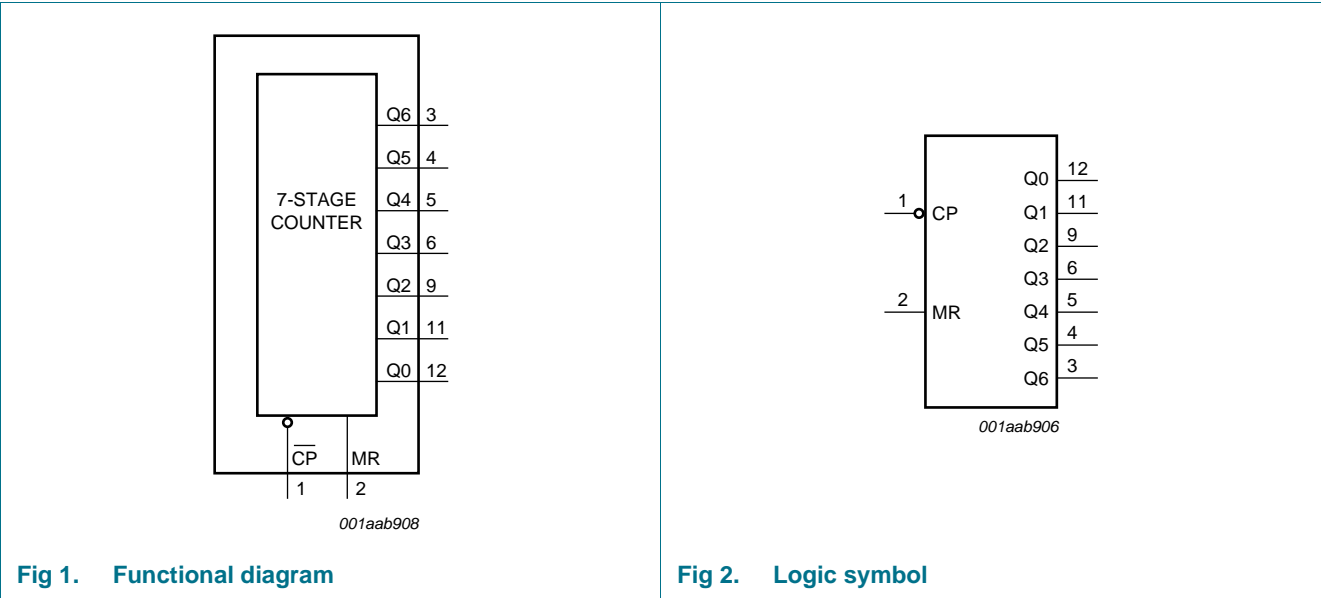 Q6 3
Q5 4
7-STAGE
COUNTER
Q4 5
Q3 6
Q2 9
Q1 11
Q0 12
CP MR
1 2
001aab908
Fig 1. Functional diagram
Q0 12
1 CP
Q1 11
Q2 9
Q3 6
2 MR
Q4 5
Q5 4
Q6 3
001aab906
Fig 2. Logic symbol